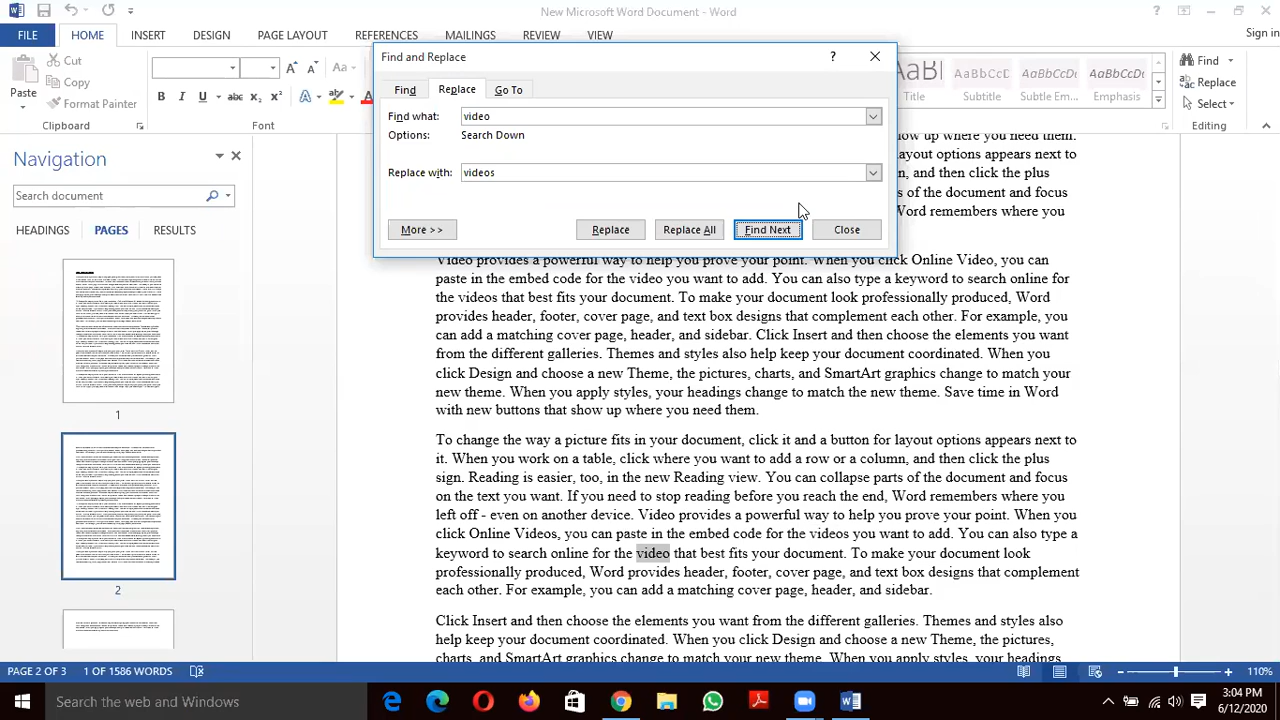 New Microsoft Word Document - Word
FILE HOME INSERT DESIGN PAGE LAYOUT REFERENCES MAILINGS REVIEW VIEW Sign in
Cut
Copy
Format Painter
Paste
Clipboard
Font
Title Subtitle Subtle Em... Emphasis
Find
Replace
Select
Editing
Find and Replace
Find Replace Go To
Find what: video
Options: Search Down
Replace with: videos
More >> Replace Replace All Find Next Close
Navigation
Search document
HEADINGS PAGES RESULTS
1
2
ow up where you need them.
ayout options appears next to
n, and then click the plus
s of the document and focus
Word remembers where you
Video provides a powerful way to help you prove your point. When you click Online Video, you can
paste in the embed code for the video you want to add. You can also type a keyword to search online for
the videos that best fits your document. To make your document look professionally produced, Word
provides header, footer, cover page, and text box designs that complement each other. For example, you
can add a matching cover page, header, and sidebar. Click Insert and then choose the elements you want
from the different galleries. Themes and styles also help keep your document coordinated. When you
click Design and choose a new Theme, the pictures, charts, and SmartArt graphics change to match your
new theme. When you apply styles, your headings change to match the new theme. Save time in Word
with new buttons that show up where you need them.
To change the way a picture fits in your document, click it and a button for layout options appears next to
it. When you work on a table, click where you want to add a row or a column, and then click the plus
sign. Reading is easier, too, in the new Reading view. You can collapse parts of the document and focus
on the text you want. If you need to stop reading before you reach the end, Word remembers where you
left off - even on another device. Video provides a powerful way to help you prove your point. When you
click Online Videos, you can paste in the embed code for videos you want to add. You can also type a
keyword to search online for the video that best fits your document. To make your document look
professionally produced, Word provides header, footer, cover page, and text box designs that complement
each other. For example, you can add a matching cover page, header, and sidebar.
Click Insert and then choose the elements you want from the different galleries. Themes and styles also
help keep your document coordinated. When you click Design and choose a new Theme, the pictures,
charts, and SmartArt graphics change to match your new theme. When you apply styles, your headings
PAGE 2 OF 3 1 OF 1586 WORDS 110%
Search the web and Windows
3:04 PM
6/12/2020